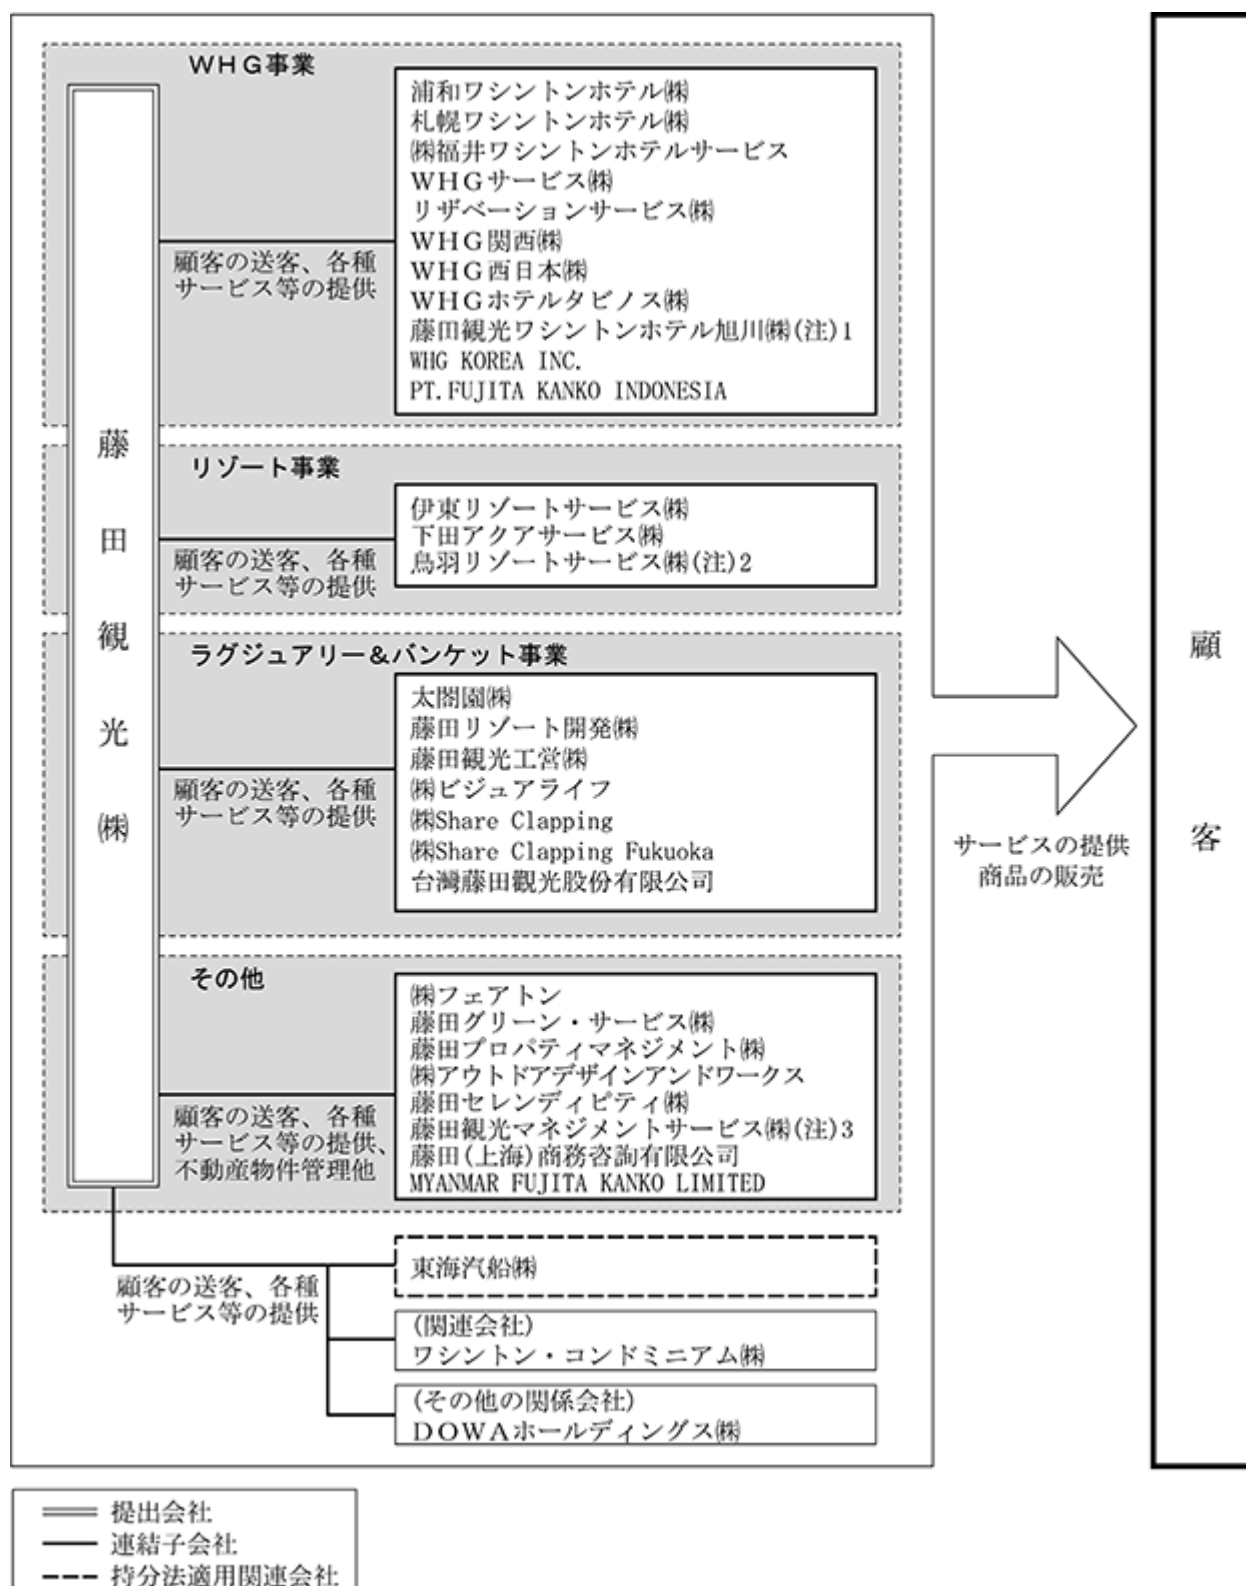 WHG事業
浦和ワシントンホテル㈱
札幌ワシントンホテル㈱
㈱福井ワシントンホテルサービス
WHGサービス㈱
リザベーションサービス㈱
WHG関西㈱
WHG西日本㈱
WHGホテルタビノス㈱
藤田観光ワシントンホテル旭川㈱(注)1
WHG KOREA INC.
PT.FUJITA KANKO INDONESIA
顧客の送客、各種
サービス等の提供
藤田観光㈱
リゾート事業
伊東リゾートサービス㈱
下田アクアサービス㈱
鳥羽リゾートサービス㈱(注)2
顧客の送客、各種
サービス等の提供
ラグジュアリー&バンケット事業
太閤園㈱
藤田リゾート開発㈱
藤田観光工営㈱
㈱ビジュアライフ
㈱Share Clapping
㈱Share Clapping Fukuoka
台灣藤田觀光股份有限公司
顧客の送客、各種
サービス等の提供
その他
㈱フェアトン
藤田グリーン・サービス㈱
藤田プロパティマネジメント㈱
㈱アウトドアデザインアンドワークス
藤田セレンディピティ㈱
藤田観光マネジメントサービス㈱(注)3
藤田(上海)商務咨詢有限公司
MYANMAR FUJITA KANKO LIMITED
顧客の送客、各種
サービス等の提供、
不動産物件管理他
東海汽船㈱
顧客の送客、各種
サービス等の提供
(関連会社)
ワシントン・コンドミニアム㈱
(その他の関係会社)
DOWAホールディングス㈱
サービスの提供
商品の販売
顧客
提出会社
連結子会社
持分法適用関連会社